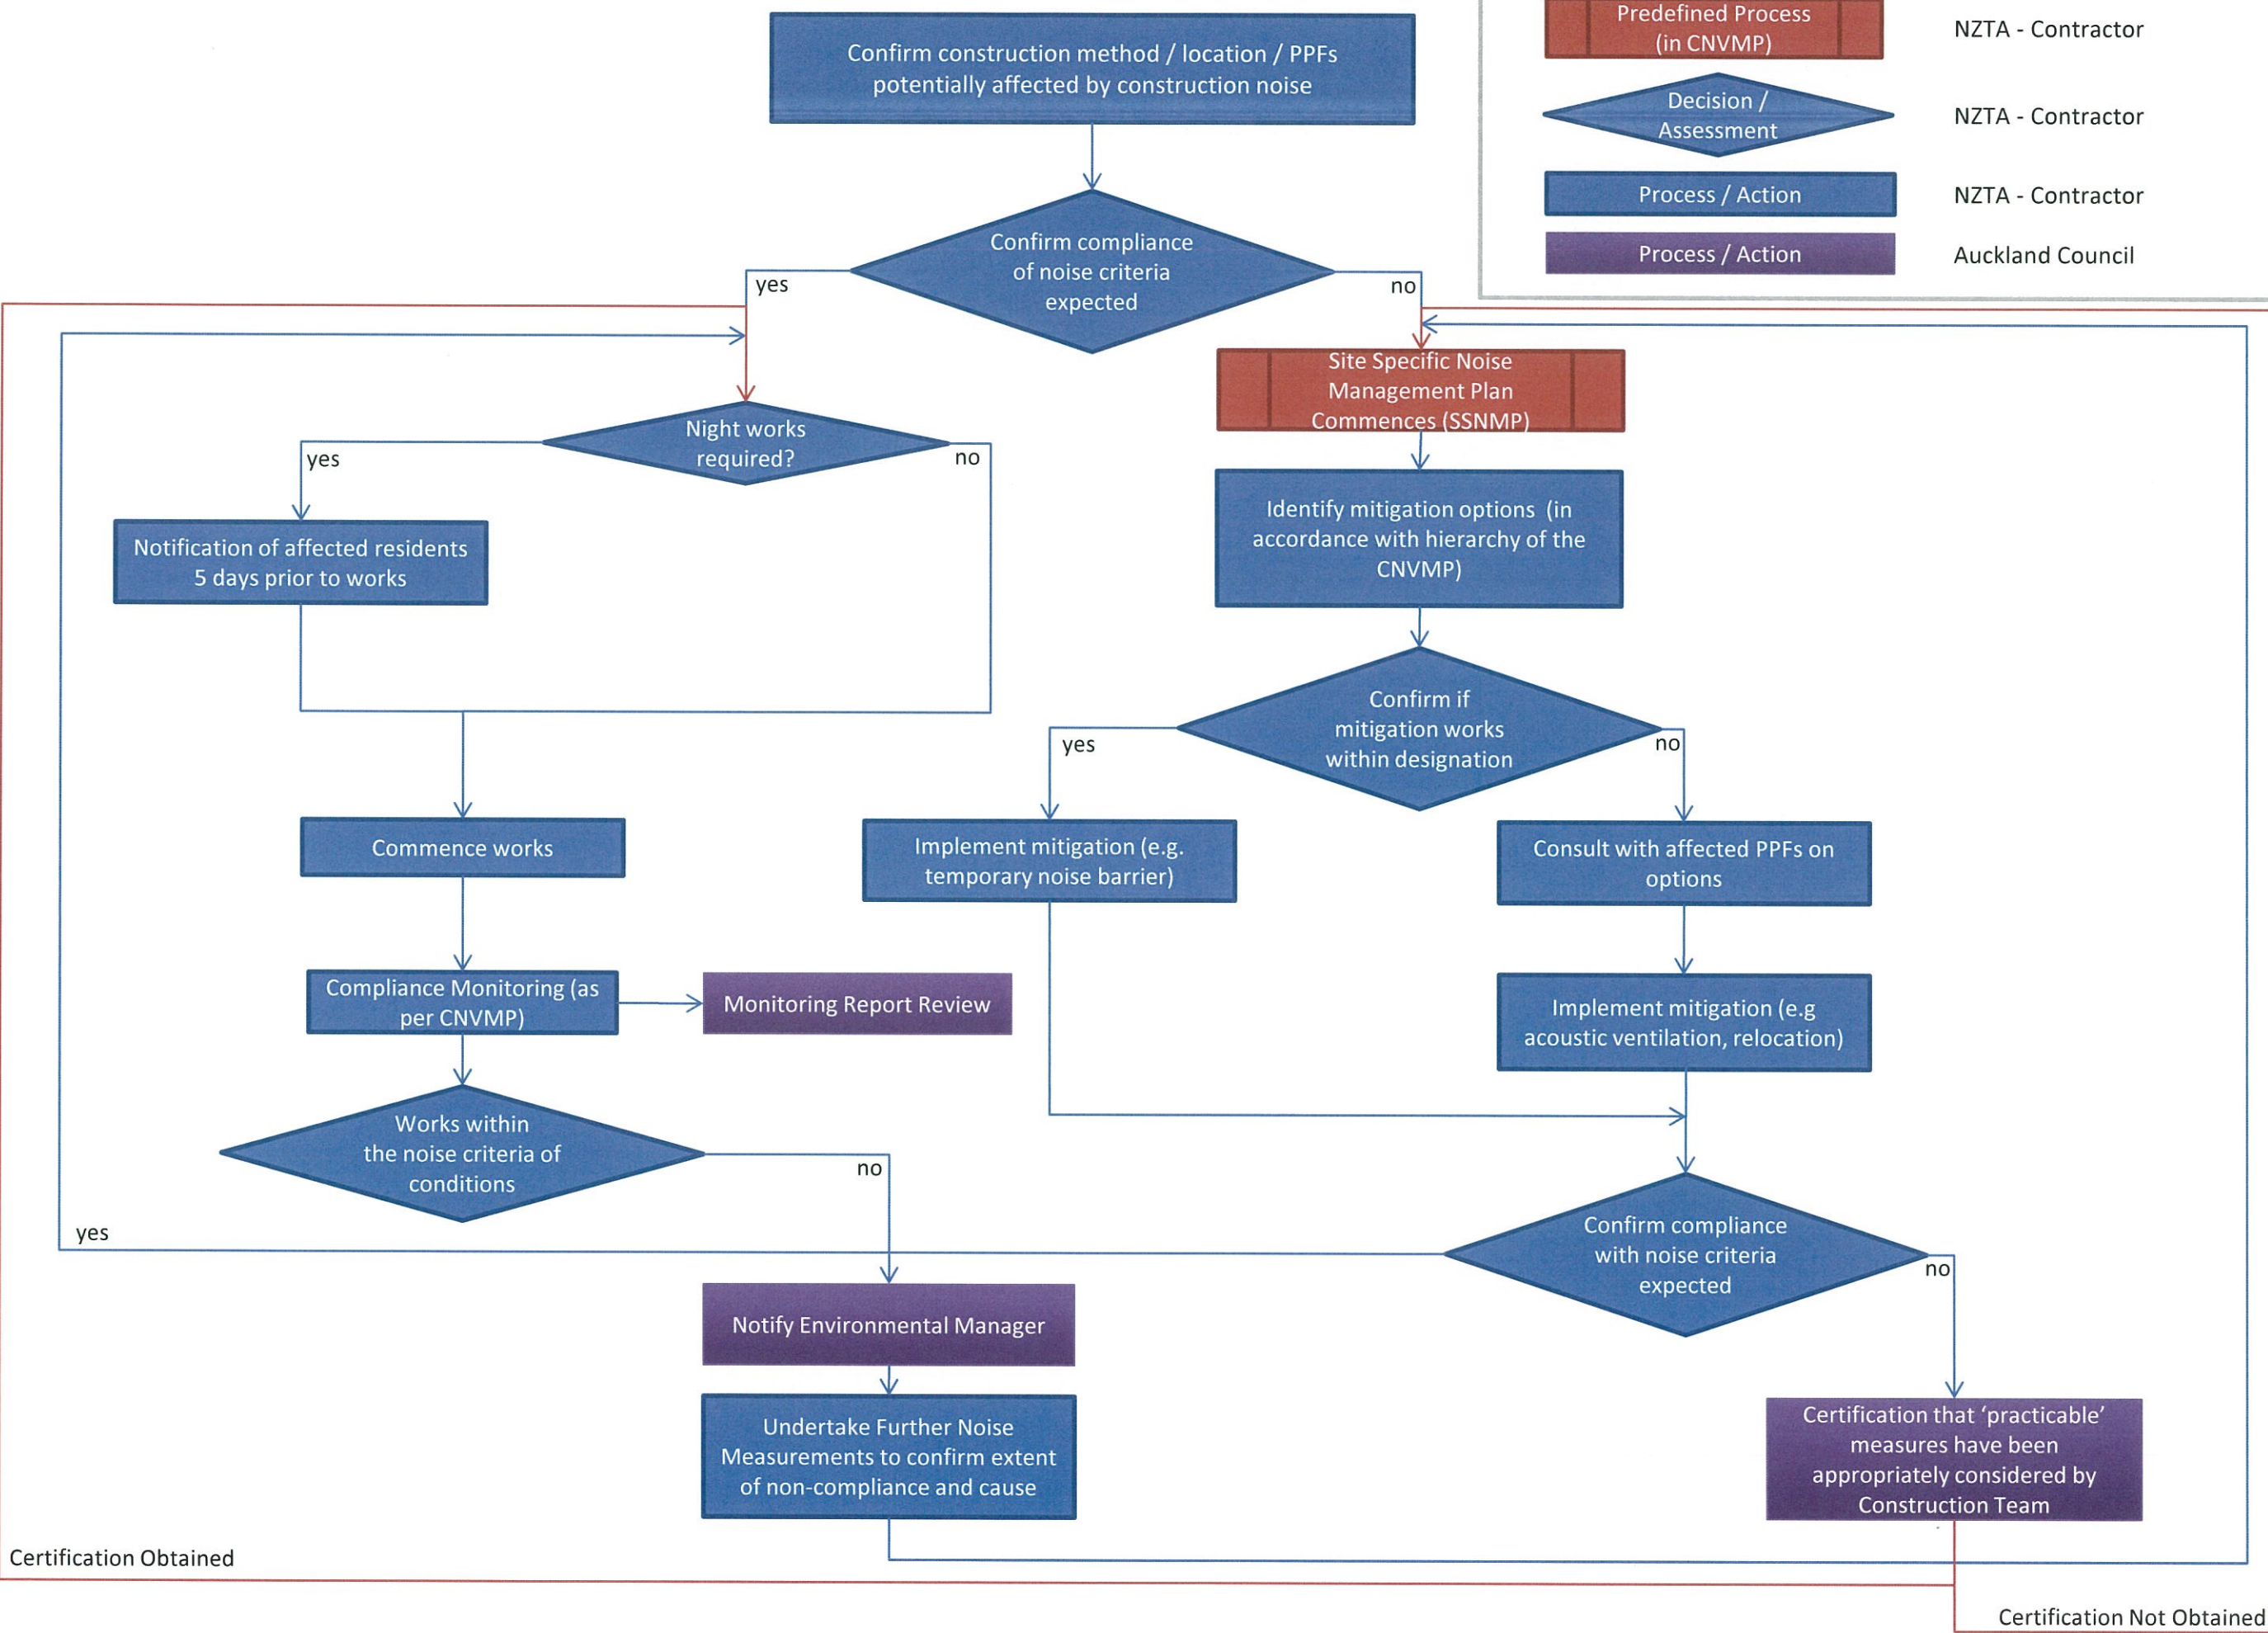 Predefined Process
(in CNVMP)
NZTA - Contractor
Decision /
Assessment
NZTA - Contractor
Process / Action
NZTA - Contractor
Process / Action
Auckland Council
Confirm construction method / location / PPFs
potentially affected by construction noise
Confirm compliance
of noise criteria
expected
yes
no
Night works
required?
yes
no
Notification of affected residents
5 days prior to works
Commence works
Compliance Monitoring (as
per CNVMP)
Monitoring Report Review
Works within
the noise criteria of
conditions
no
Notify Environmental Manager
Undertake Further Noise
Measurements to confirm extent
of non-compliance and cause
Site Specific Noise
Management Plan
Commences (SSNMP)
Identify mitigation options (in
accordance with hierarchy of the
CNVMP)
Confirm if
mitigation works
within designation
yes
no
Implement mitigation (e.g.
temporary noise barrier)
Consult with affected PPFs on
options
Implement mitigation (e.g
acoustic ventilation, relocation)
Confirm compliance
with noise criteria
expected
yes
no
Certification that ‘practicable’
measures have been
appropriately considered by
Construction Team
Certification Obtained
Certification Not Obtained